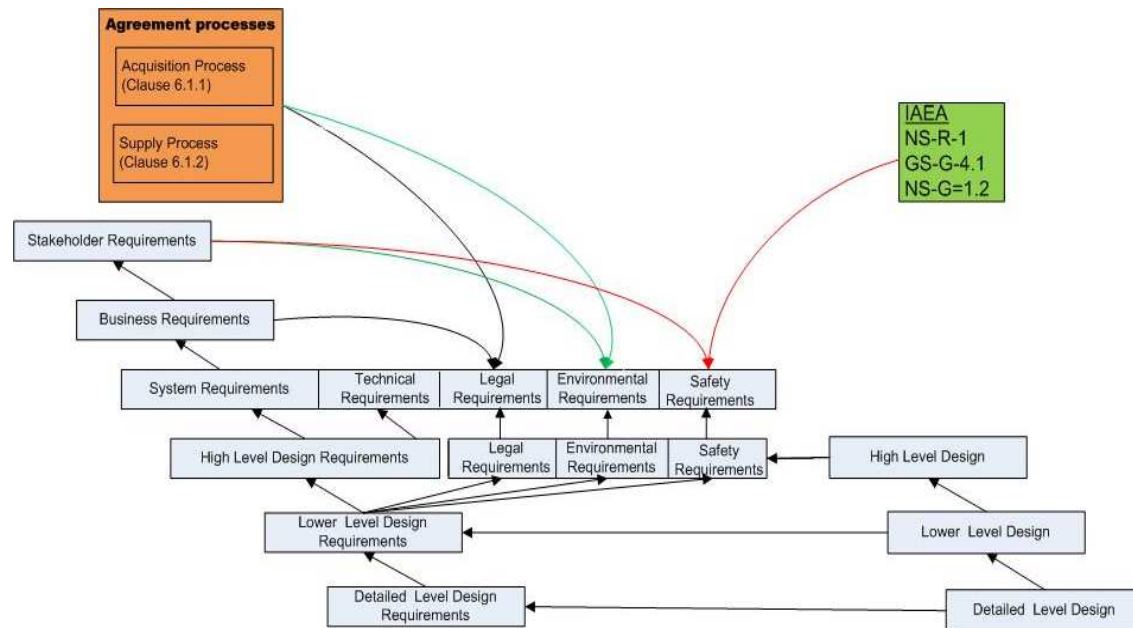 Agreement processes
Acquisition Process
(Clause 6.1.1)
Supply Process
(Clause 6.1.2)
IAEA
NS-R-1
GS-G-4.1
NS-G=1.2
Stakeholder Requirements
Business Requirements
System Requirements
Technical
Requirements
Legal
Requirements
Environmental
Requirements
Safety
Requirements
High Level Design Requirements
Legal
Requirements
Environmental
Requirements
Safety
Requirements
High Level Design
Lower Level Design
Requirements
Lower Level Design
Detailed Level Design
Requirements
Detailed Level Design